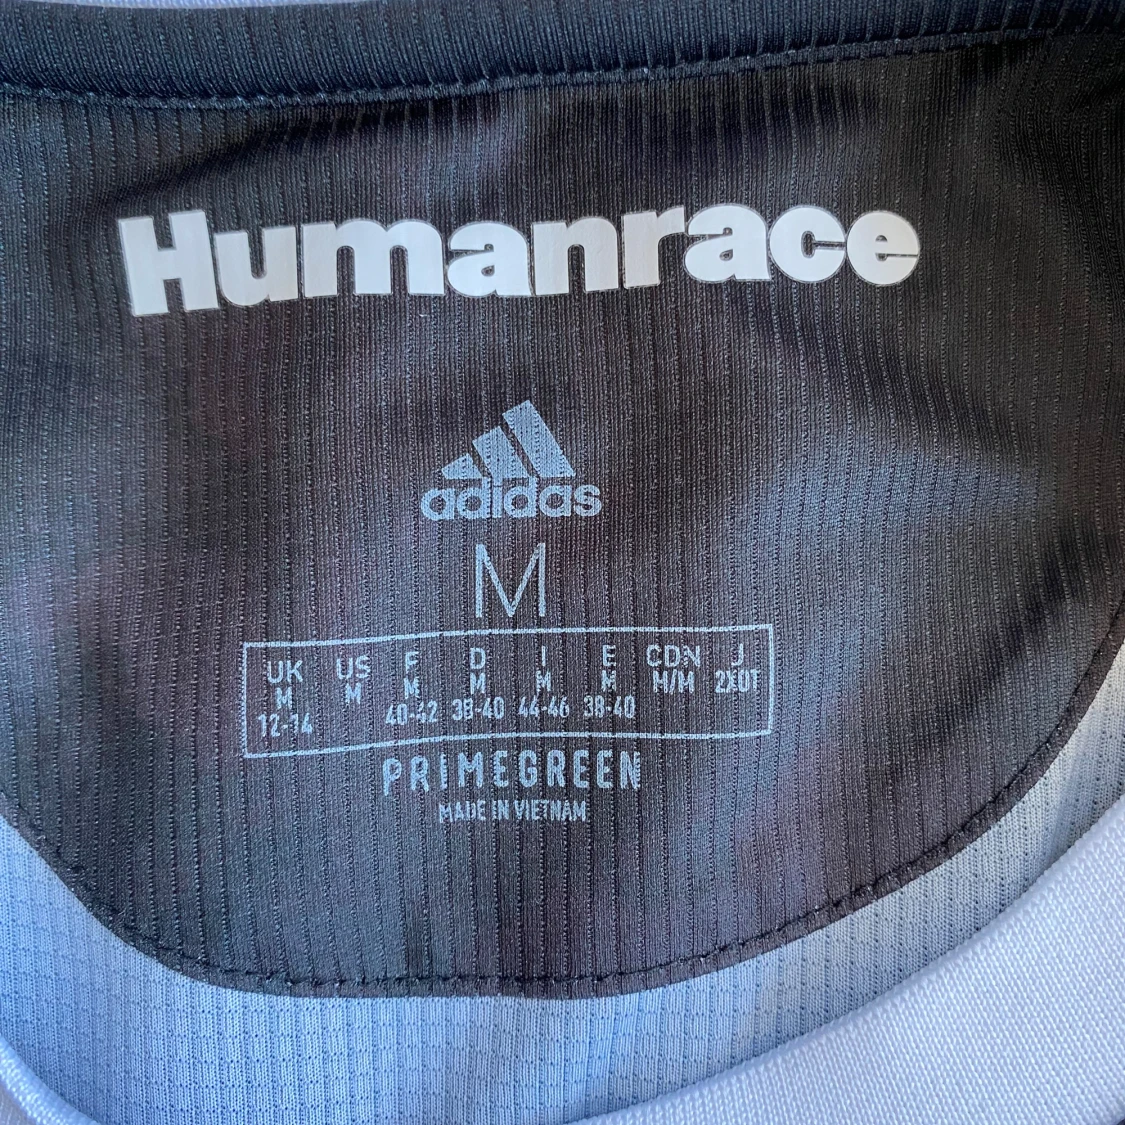 Humanrace
adidas
M
UK US F D I E CDN J
M M M M M M M/M 2XOT
12-14 40-42 38-40 44-46 38-40
PRIMEGREEN
MADE IN VIETNAM